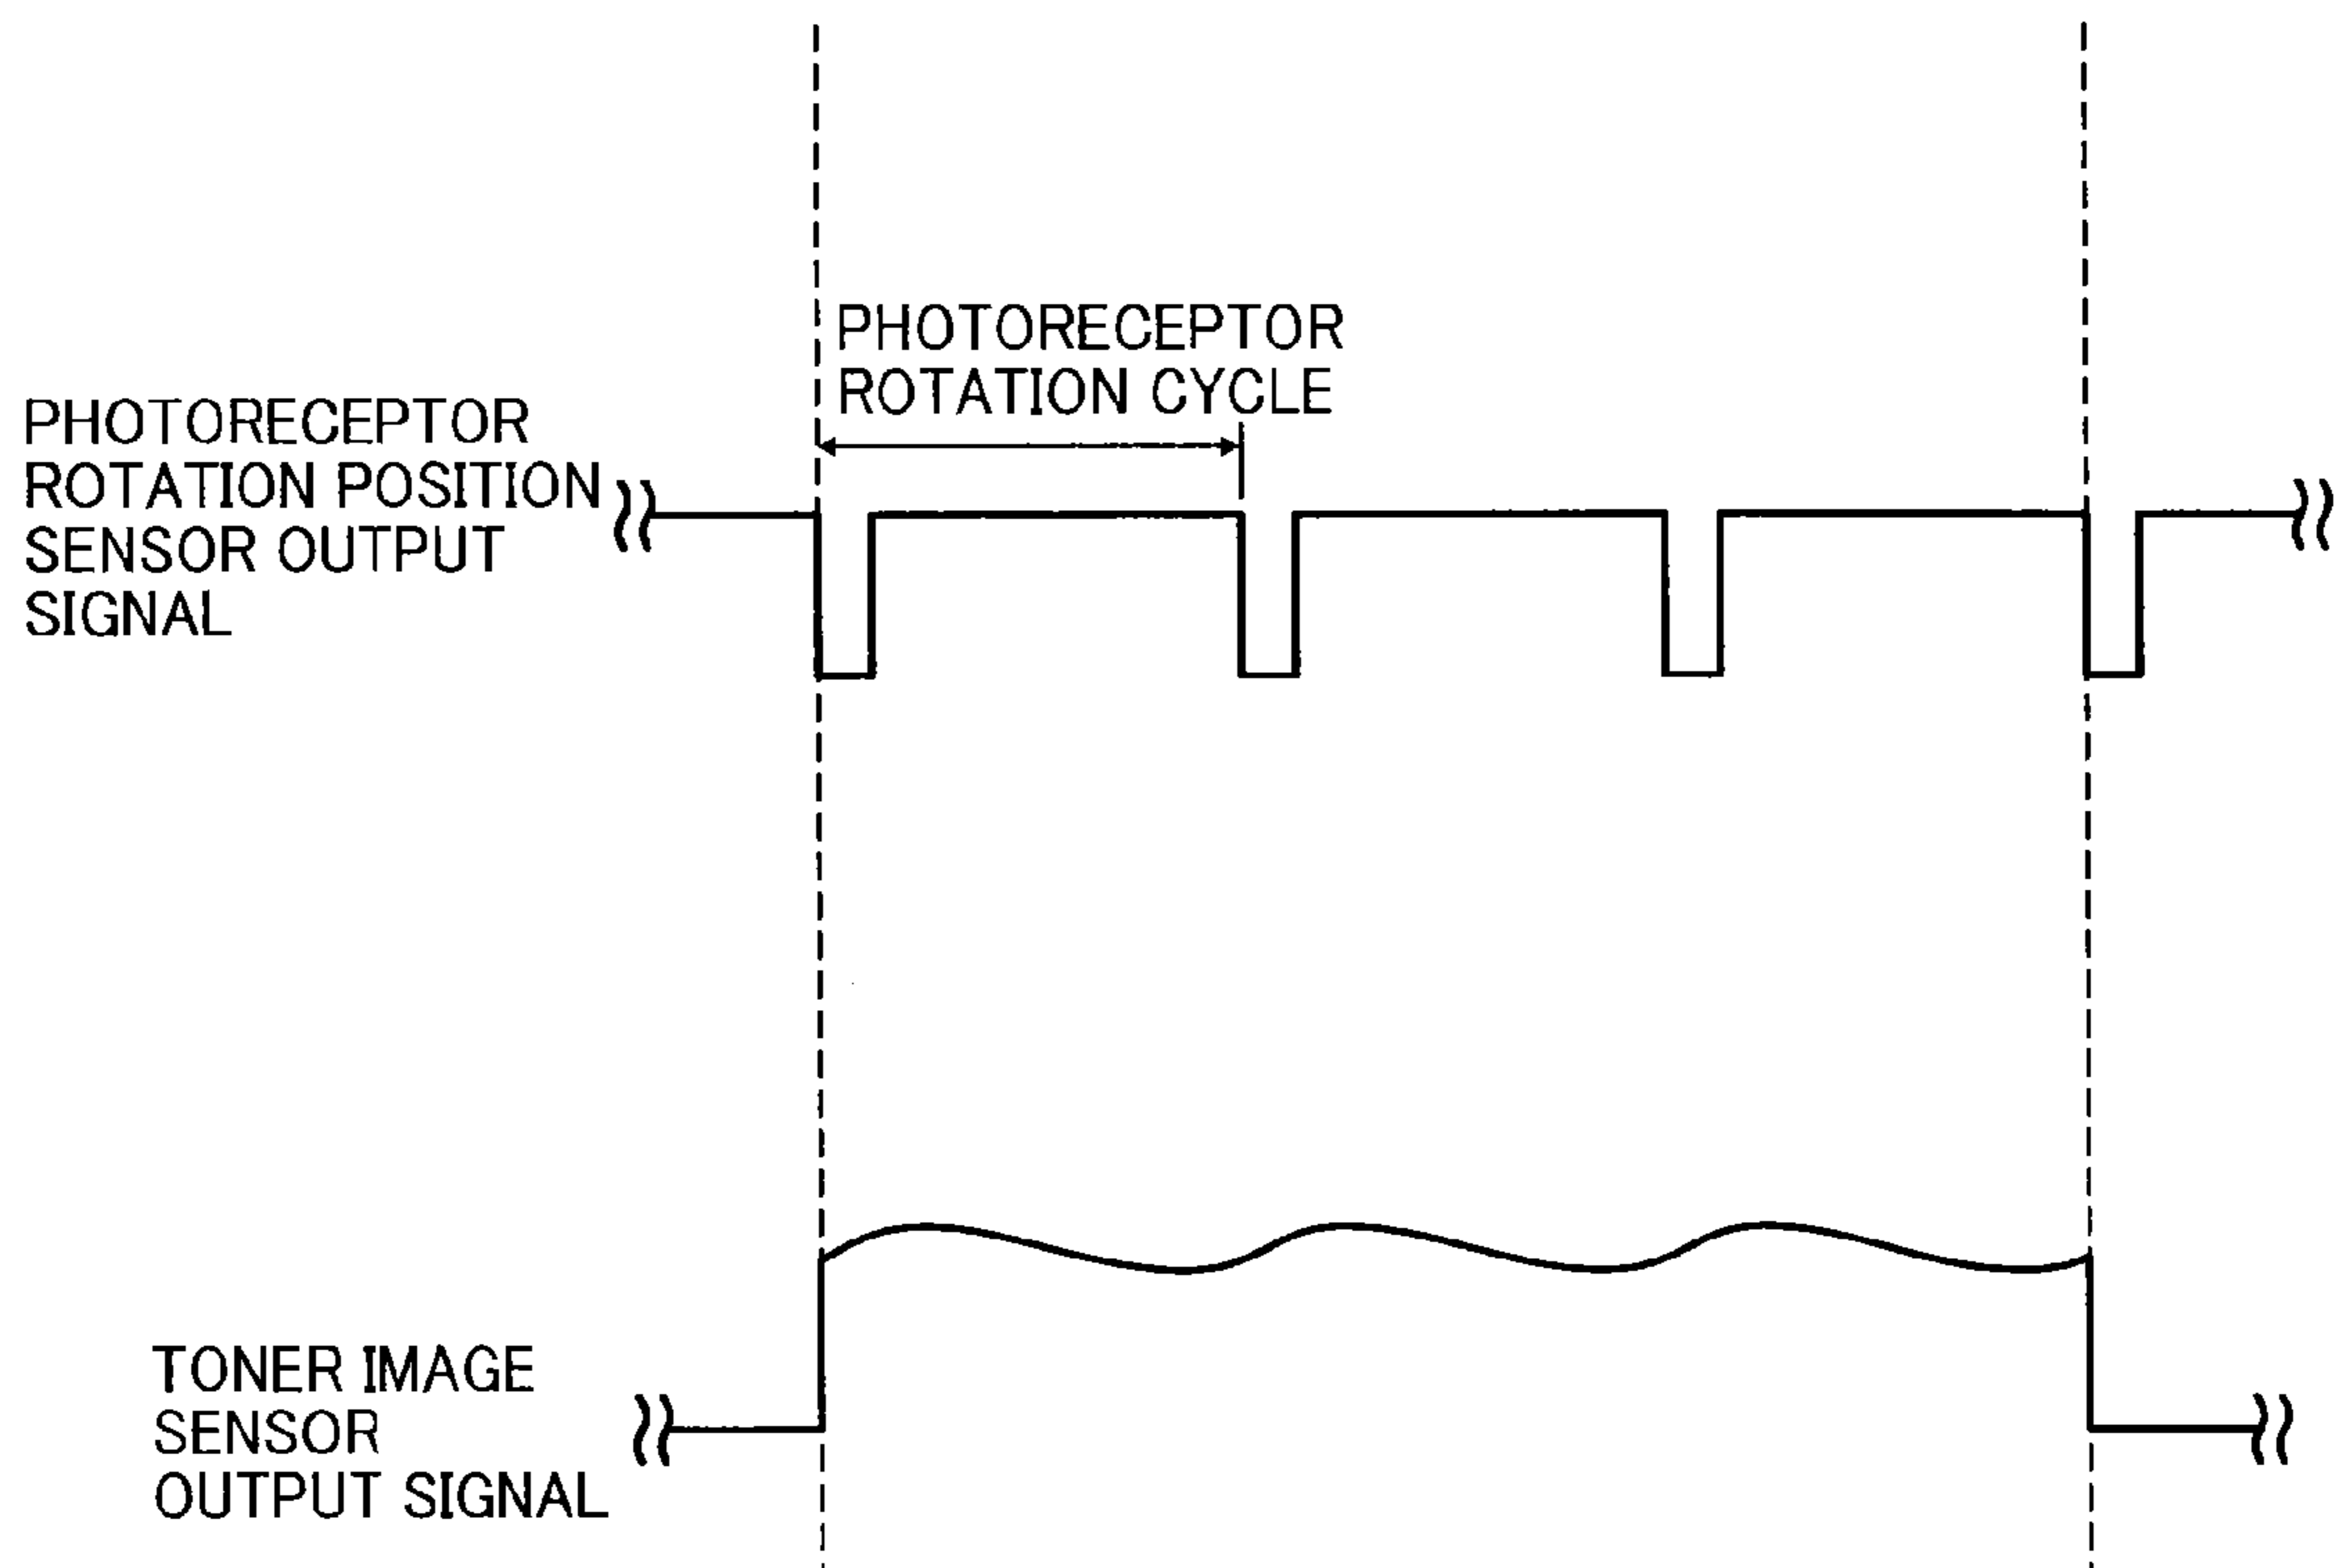 PHOTORECEPTOR
ROTATION CYCLE
PHOTORECEPTOR
ROTATION POSITION
SENSOR OUTPUT
SIGNAL
TONER IMAGE
SENSOR
OUTPUT SIGNAL